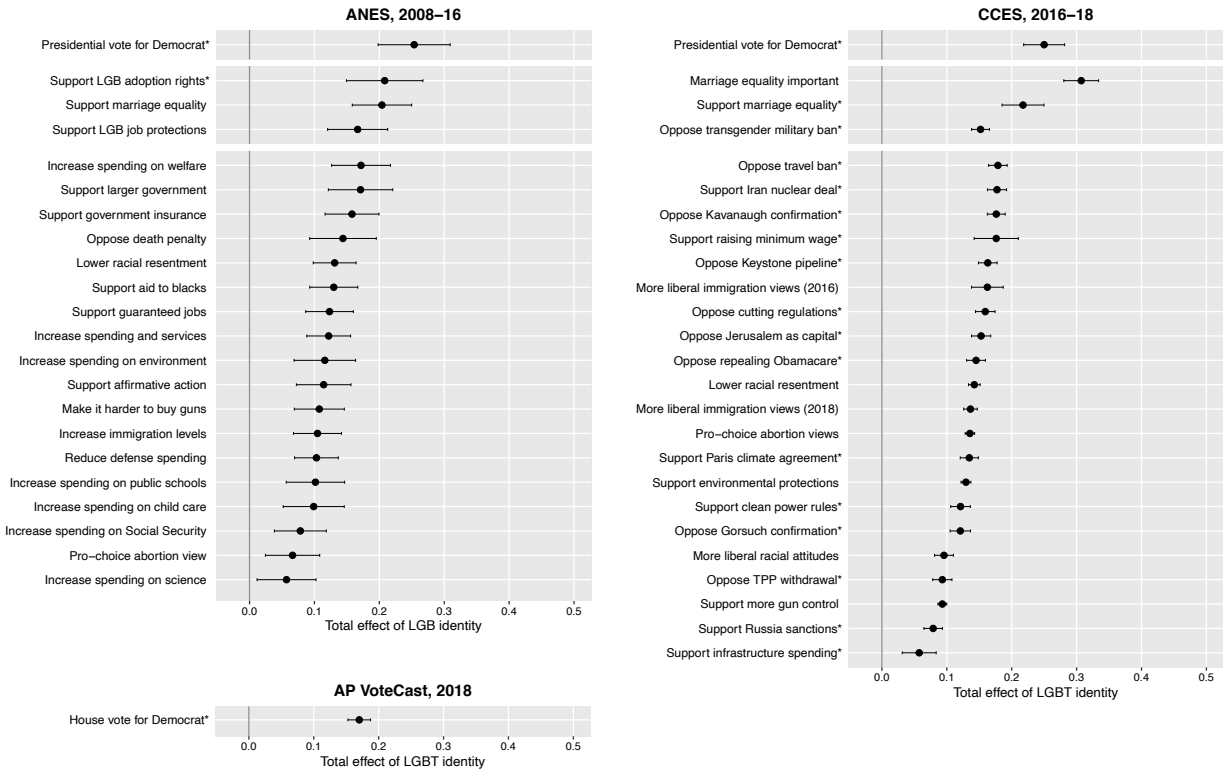 ANES, 2008–16
Presidential vote for Democrat*
Support LGB adoption rights*
Support marriage equality
Support LGB job protections
Increase spending on welfare
Support larger government
Support government insurance
Oppose death penalty
Lower racial resentment
Support aid to blacks
Support guaranteed jobs
Increase spending and services
Increase spending on environment
Support affirmative action
Make it harder to buy guns
Increase immigration levels
Reduce defense spending
Increase spending on public schools
Increase spending on child care
Increase spending on Social Security
Pro−choice abortion view
Increase spending on science
0.0 0.1 0.2 0.3 0.4 0.5
Total effect of LGB identity
AP VoteCast, 2018
House vote for Democrat*
0.0 0.1 0.2 0.3 0.4 0.5
Total effect of LGBT identity
CCES, 2016–18
Presidential vote for Democrat*
Marriage equality important
Support marriage equality*
Oppose transgender military ban*
Oppose travel ban*
Support Iran nuclear deal*
Oppose Kavanaugh confirmation*
Support raising minimum wage*
Oppose Keystone pipeline*
More liberal immigration views (2016)
Oppose cutting regulations*
Oppose Jerusalem as capital*
Oppose repealing Obamacare*
Lower racial resentment
More liberal immigration views (2018)
Pro−choice abortion views
Support Paris climate agreement*
Support environmental protections
Support clean power rules*
Oppose Gorsuch confirmation*
More liberal racial attitudes
Oppose TPP withdrawal*
Support more gun control
Support Russia sanctions*
Support infrastructure spending*
0.0 0.1 0.2 0.3 0.4 0.5
Total effect of LGBT identity